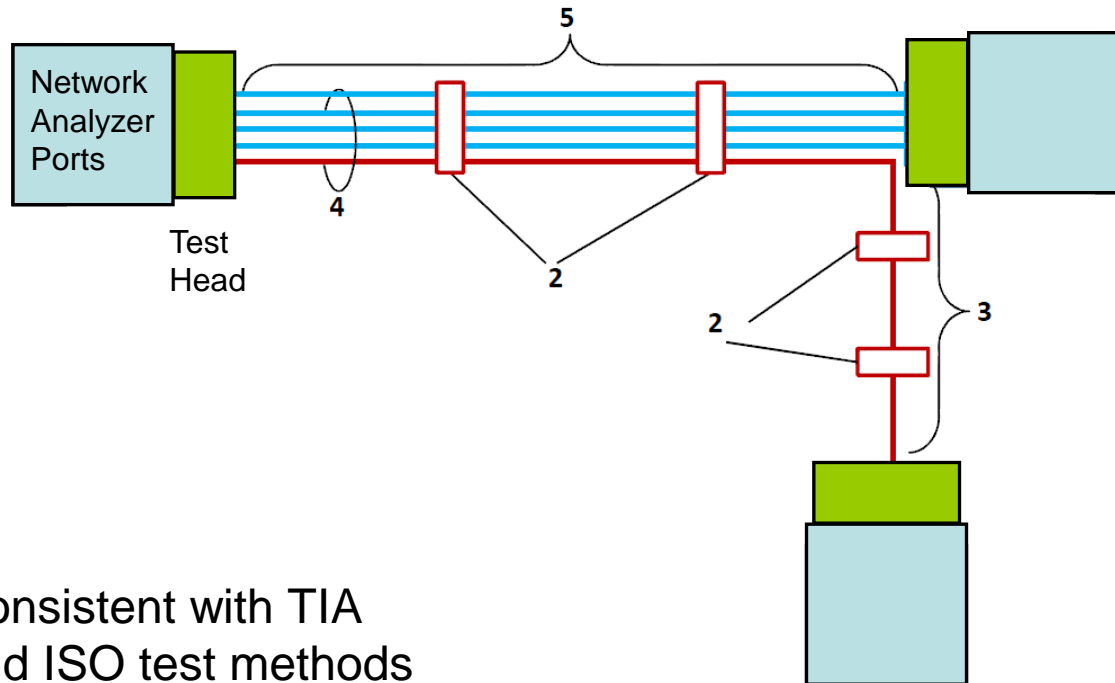 5
Network
Analyzer
Ports
4
Test
Head
2
2
3
onsistent with TIA
d ISO test methods